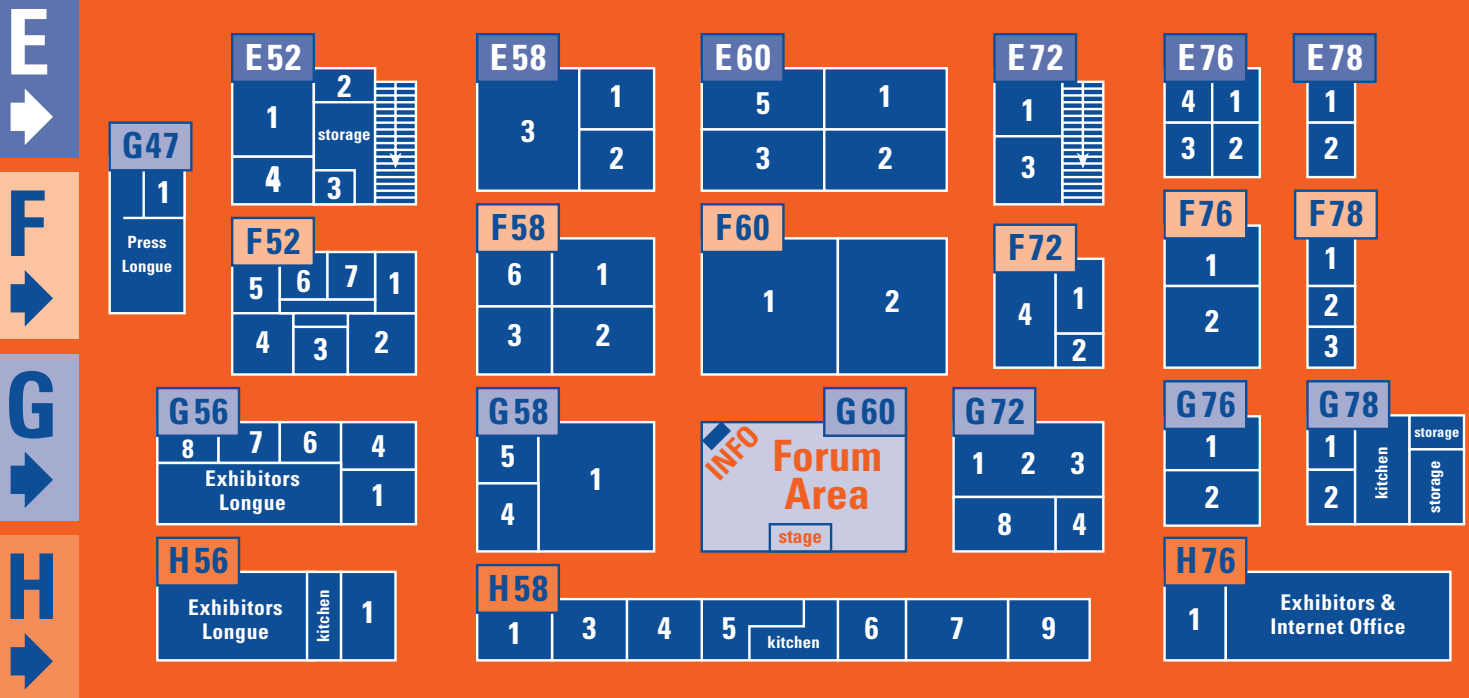 E
F
G
H
G47
1
Press
Longue
E52
1
2
storage
4
3
E58
3
1
2
E60
5
1
3
2
E72
1
3
E76
4 1
3 2
E78
1
2
F52
5 6 7 1
4 3 2
F58
6 1
3 2
F60
1 2
F72
4 1
2
F76
1
2
F78
1
2
3
G56
8 7 6 4
Exhibitors
Longue
1
G58
5
1
4
G60
INFO
Forum
Area
stage
G72
1 2 3
8 4
G76
1
2
G78
1
2
kitchen
storage
storage
H56
Exhibitors
Longue
kitchen
1
H58
1 3 4 5
kitchen
6 7 9
H76
1
Exhibitors &
Internet Office